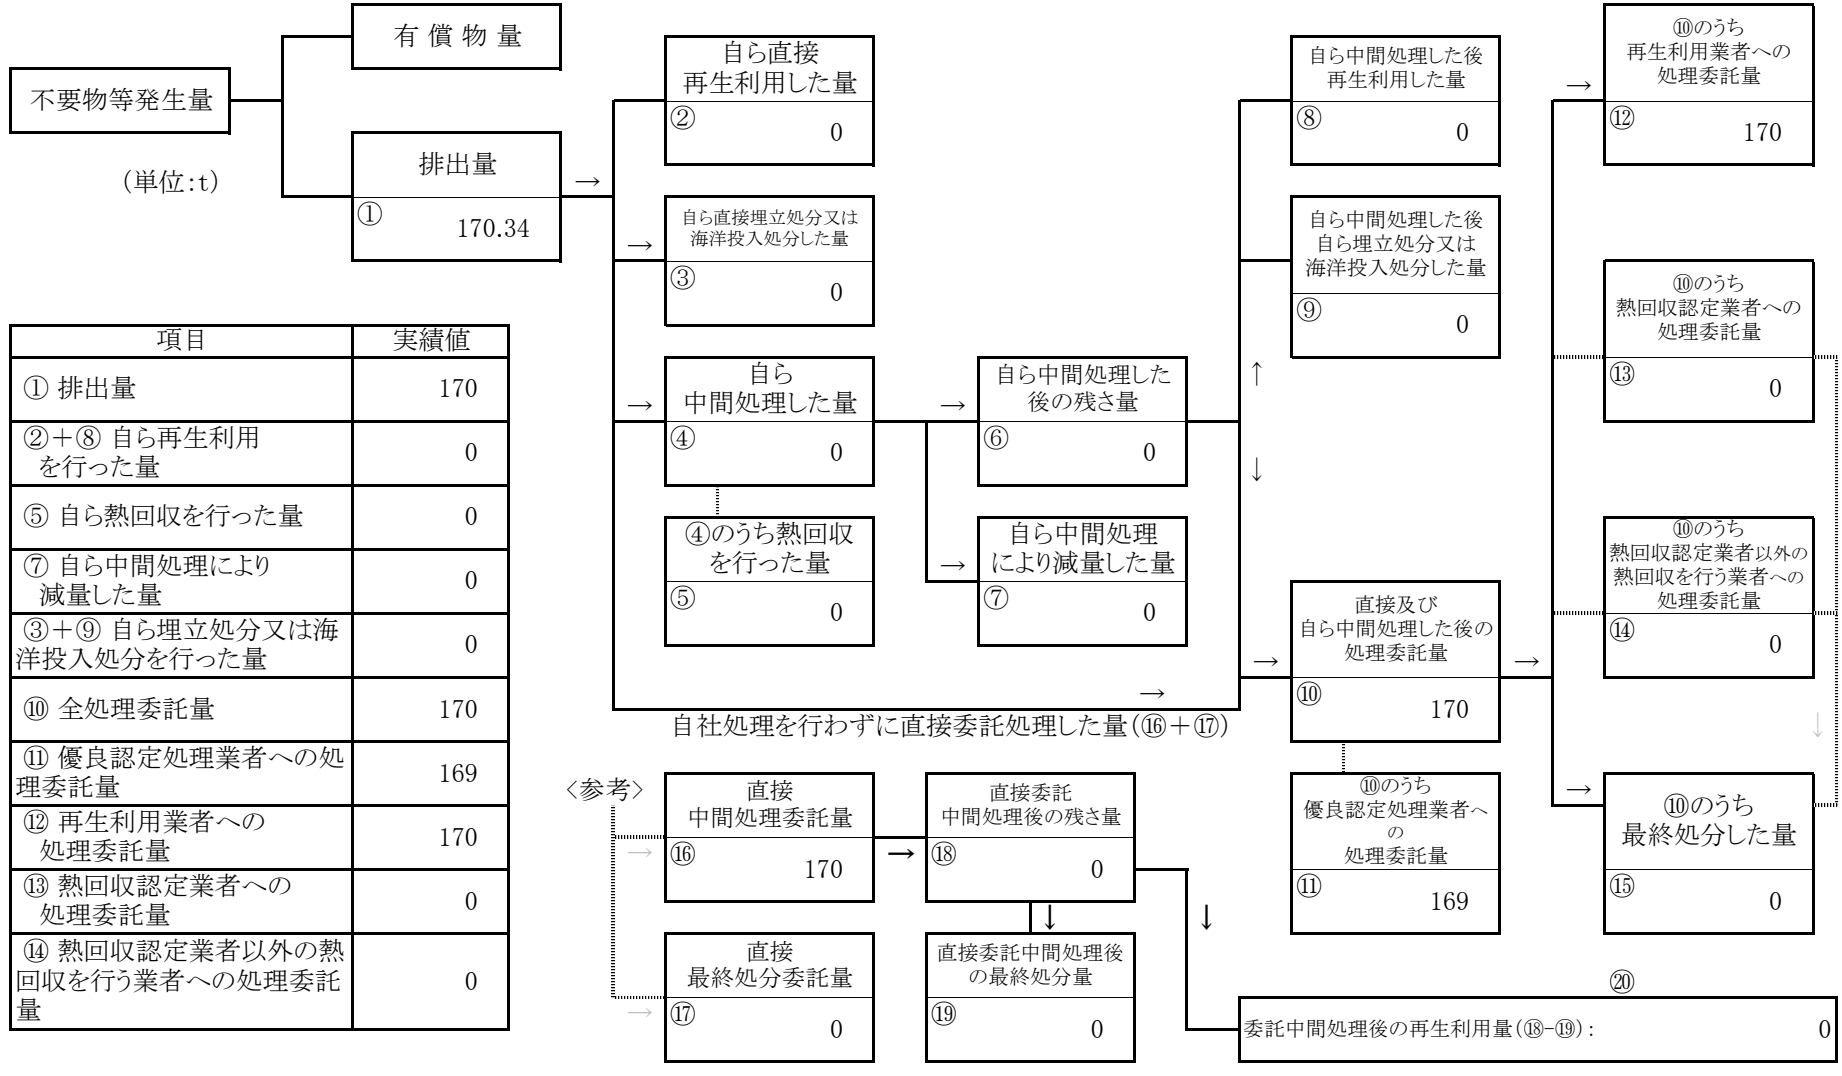 有 償 物 量
不要物等発生量
(単位:t)
排出量
①
170.34
→
自ら直接
再生利用した量
②
0
→
自ら直接埋立処分又は
海洋投入処分した量
③
0
→
自ら
中間処理した量
④
0
④のうち熱回収
を行った量
⑤
0
→
自ら中間処理した
後の残さ量
⑥
0
→
自ら中間処理
により減量した量
⑦
0
↑
↓
自ら中間処理した後
再生利用した量
⑧
0
自ら中間処理した後
自ら埋立処分又は
海洋投入処分した量
⑨
0
→
自社処理を行わずに直接委託処理した量(⑯+⑰)
→
直接及び
自ら中間処理した後の
処理委託量
⑩
170
⑩のうち
優良認定処理業者へ
の
処理委託量
⑪
169
→
→
⑩のうち
再生利用業者への
処理委託量
⑫
170
⑩のうち
熱回収認定業者への
処理委託量
⑬
0
⑩のうち
熱回収認定業者以外の
熱回収を行う業者への
処理委託量
⑭
0
↓
→
⑩のうち
最終処分した量
⑮
0
項目 実績値
① 排出量 170
②+⑧ 自ら再生利用
を行った量 0
⑤ 自ら熱回収を行った量 0
⑦ 自ら中間処理により
減量した量 0
③+⑨ 自ら埋立処分又は海
洋投入処分を行った量 0
⑩ 全処理委託量 170
⑪ 優良認定処理業者への処
理委託量 169
⑫ 再生利用業者への
処理委託量 170
⑬ 熱回収認定業者への
処理委託量 0
⑭ 熱回収認定業者以外の熱
回収を行う業者への処理委託
量 0
<参考>
→
直接
中間処理委託量
⑯
170
→
直接委託
中間処理後の残さ量
⑱
0
↓
↓
→
直接
最終処分委託量
⑰
0
直接委託中間処理後
の最終処分量
⑲
0
⑳
委託中間処理後の再生利用量(⑱-⑲): 0